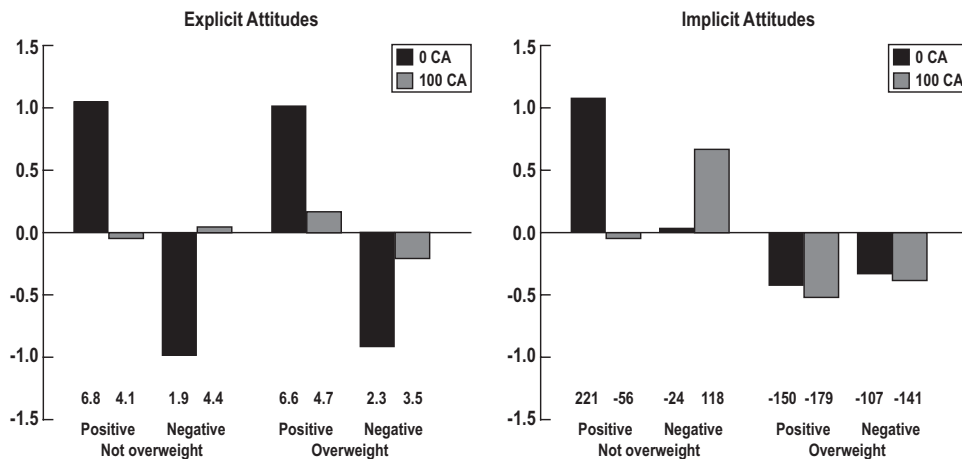 Explicit Attitudes
1.5
1.0
0.5
0.0
-0.5
-1.0
-1.5
0 CA
100 CA
6.8 4.1 1.9 4.4 6.6 4.7 2.3 3.5
Positive Negative Positive Negative
Not overweight Overweight
Implicit Attitudes
1.5
1.0
0.5
0.0
-0.5
-1.0
-1.5
0 CA
100 CA
221 -56 -24 118 -150 -179 -107 -141
Positive Negative Positive Negative
Not overweight Overweight